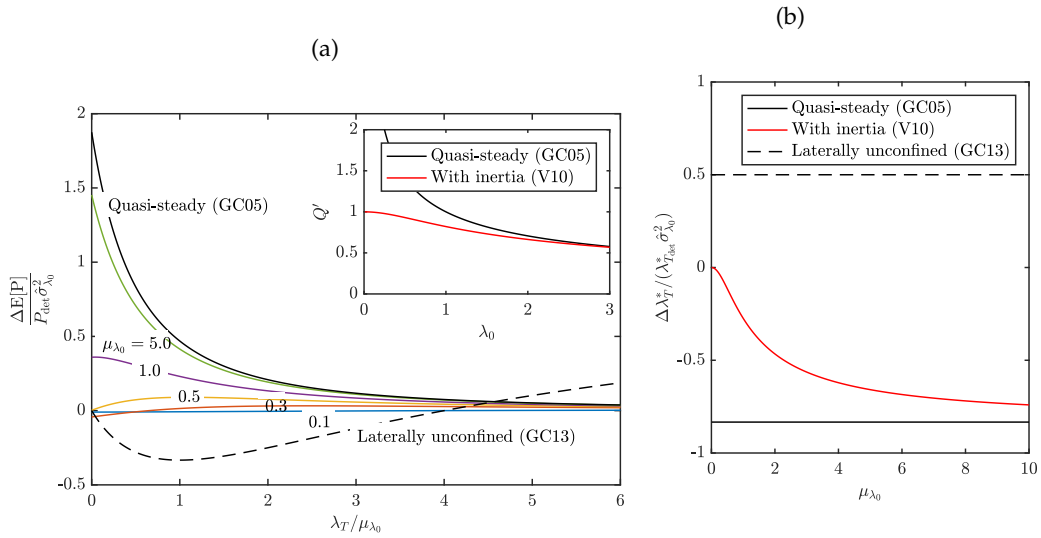 (a)
2
1.5
1
0.5
0
-0.5
0
1
2
3
4
5
6
ΔE[P]
P_det σ̂²_λ₀
λ_T/μ_λ₀
Quasi-steady (GC05)
μ_λ₀ = 5.0
1.0
0.5
0.3
0.1
Laterally unconfined (GC13)
2
1.5
1
0.5
0
0
1
2
3
Q′
λ₀
Quasi-steady (GC05)
With inertia (V10)
(b)
1
0.5
0
-0.5
-1
0
2
4
6
8
10
Δλ*_T/(λ*_T_det σ̂²_λ₀)
μ_λ₀
Quasi-steady (GC05)
With inertia (V10)
Laterally unconfined (GC13)